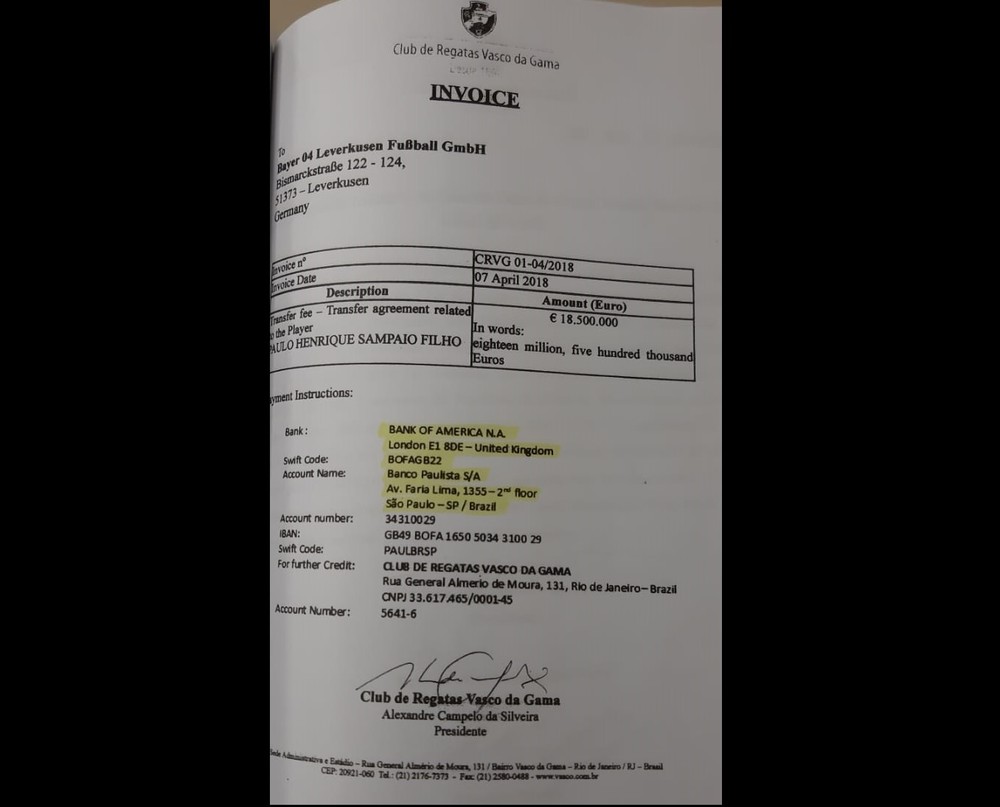 Club de Regatas Vasco da Gama
INVOICE
To
Bayer 04 Leverkusen Fußball GmbH
Bismarckstraße 122 - 124,
51373 – Leverkusen
Germany
Invoice nº CRVG 01-04/2018
Invoice Date 07 April 2018
Description Amount (Euro)
Transfer fee – Transfer agreement related
to the Player
PAULO HENRIQUE SAMPAIO FILHO
€ 18.500.000
In words:
eighteen million, five hundred thousand
Euros
yment Instructions:
Bank: BANK OF AMERICA N.A.
London E1 8DE – United Kingdom
Swift Code: BOFAGB22
Account Name: Banco Paulista S/A
Av. Faria Lima, 1355 – 2nd floor
São Paulo – SP / Brazil
Account number: 34310029
IBAN: GB49 BOFA 1650 5034 3100 29
Swift Code: PAULBRSP
For further Credit: CLUB DE REGATAS VASCO DA GAMA
Rua General Almerio de Moura, 131, Rio de Janeiro– Brazil
CNPJ 33.617.465/0001-45
Account Number: 5641-6
Club de Regatas Vasco da Gama
Alexandre Campelo da Silveira
Presidente
Sede Administrativa e Estádio – Rua General Almério de Moura, 131 / Bairro Vasco da Gama – Rio de Janeiro / RJ – Brasil
CEP: 20921-060 Tel.: (21) 2176-7373 - Fax: (21) 2580-0488 - www.vasco.com.br